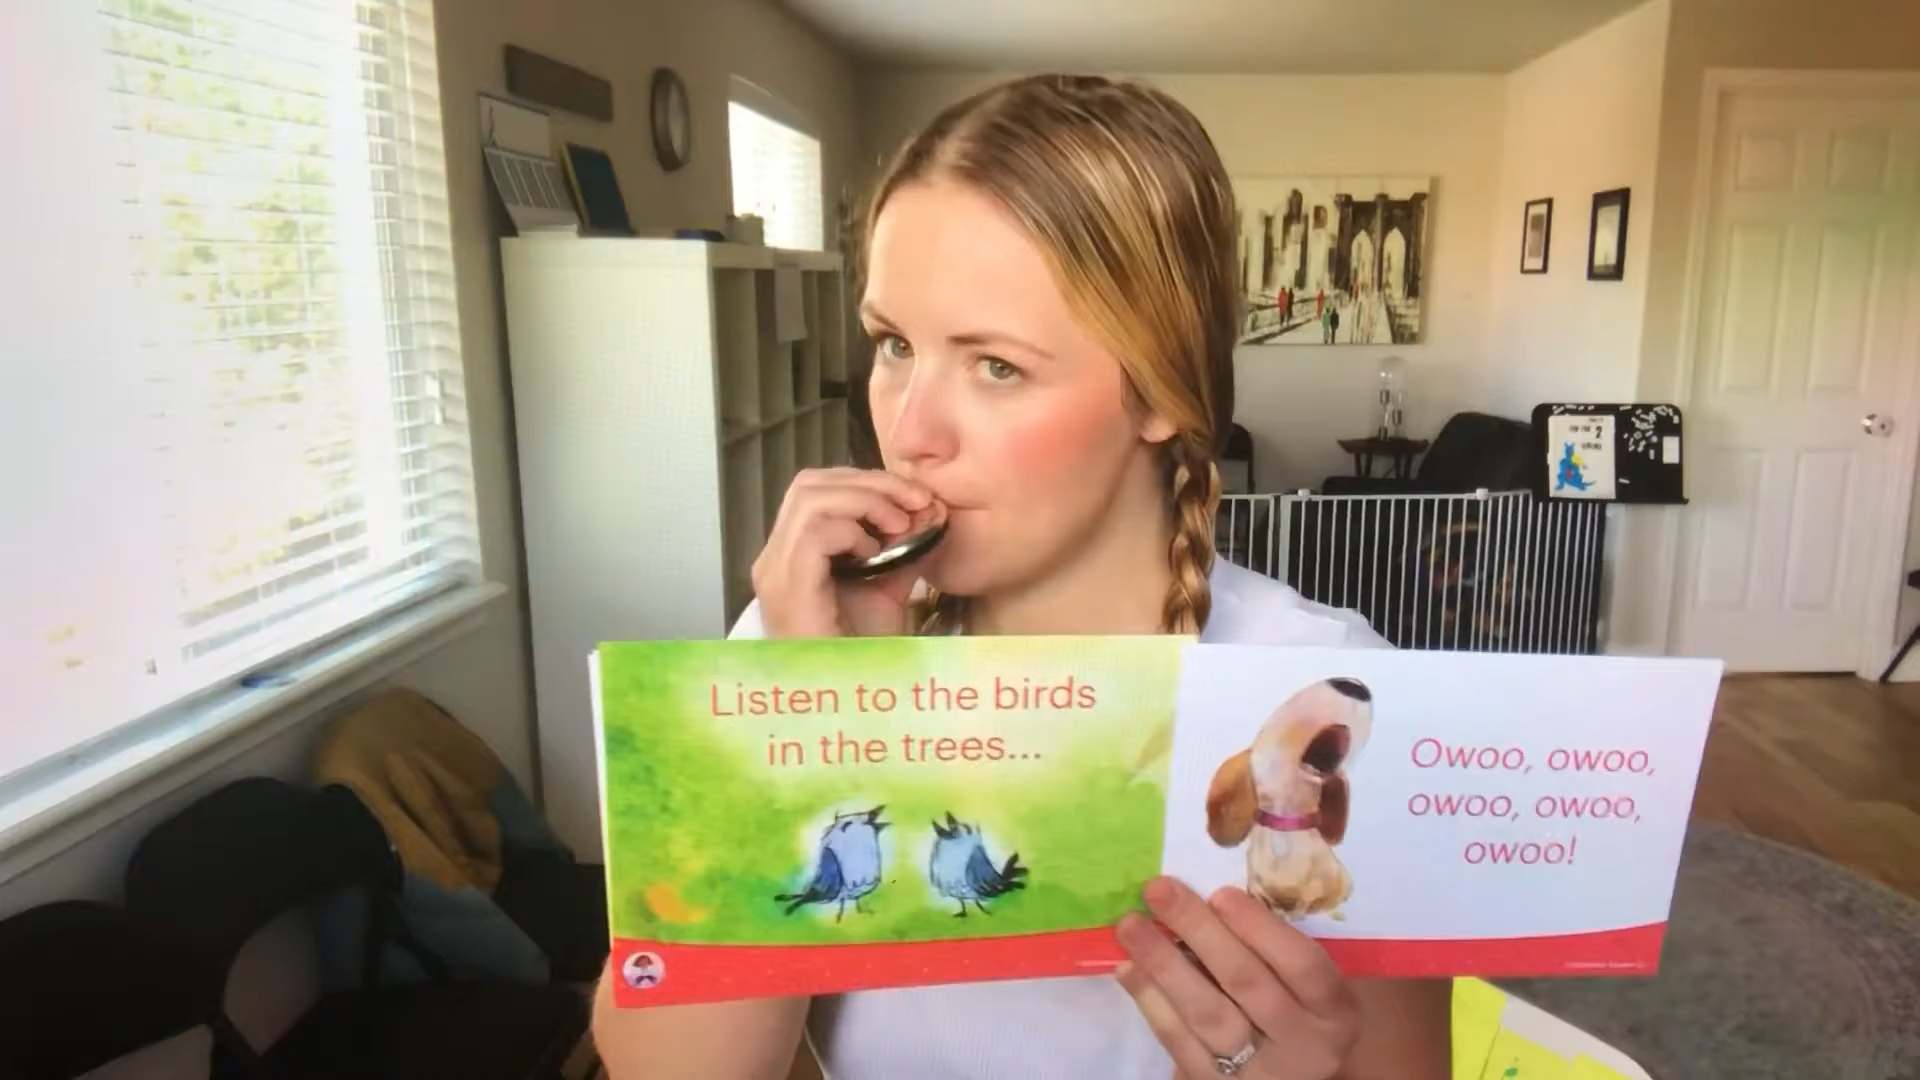 Listen to the birds
in the trees...
Owoo, owoo,
owoo, owoo,
owoo!